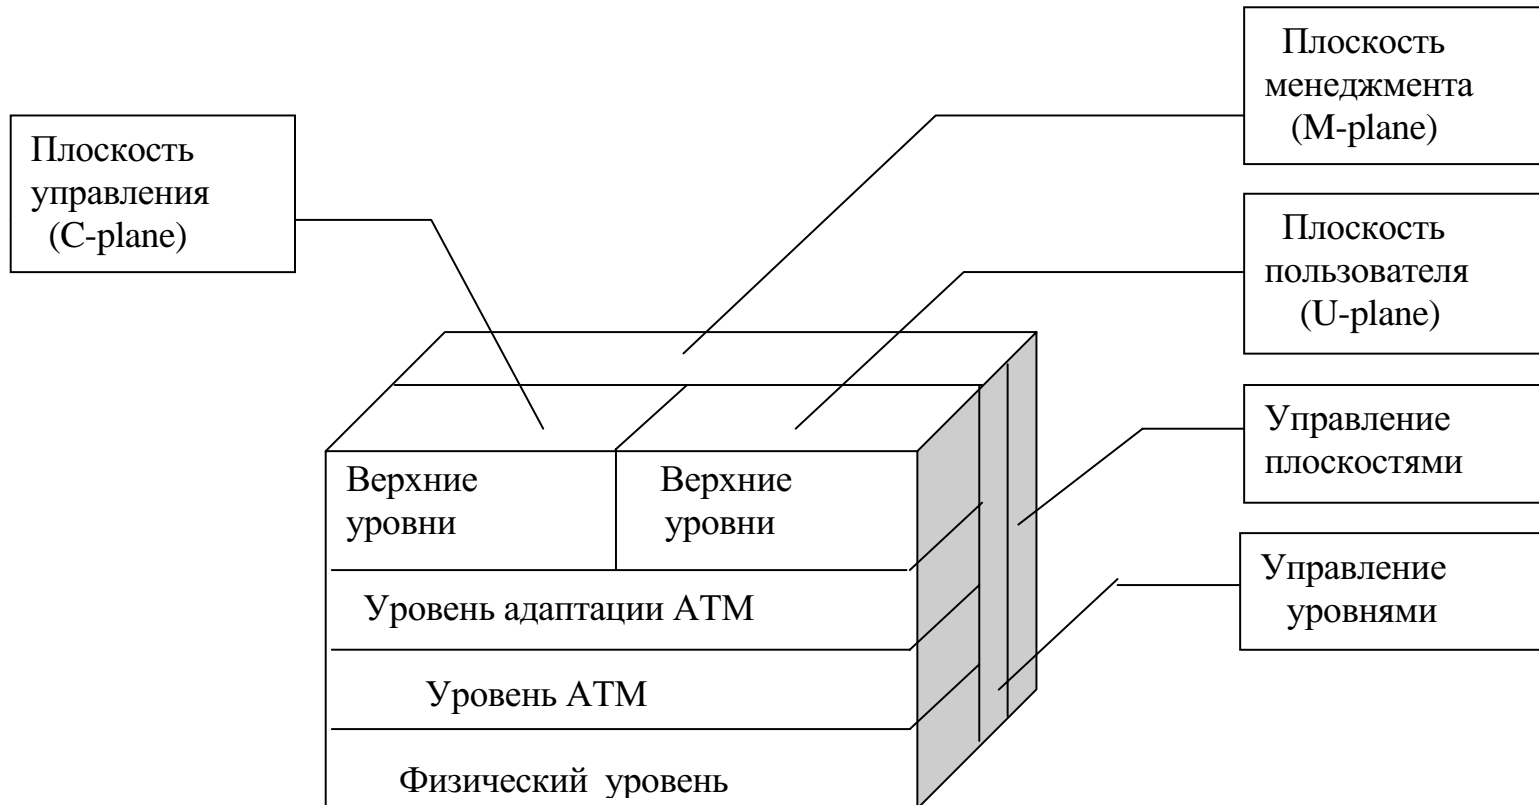 Плоскость
менеджмента
(M-plane)
Плоскость
управления
(C-plane)
Плоскость
пользователя
(U-plane)
Управление
плоскостями
Управление
уровнями
Верхние
уровни
Верхние
уровни
Уровень адаптации АТМ
Уровень АТМ
Физический уровень